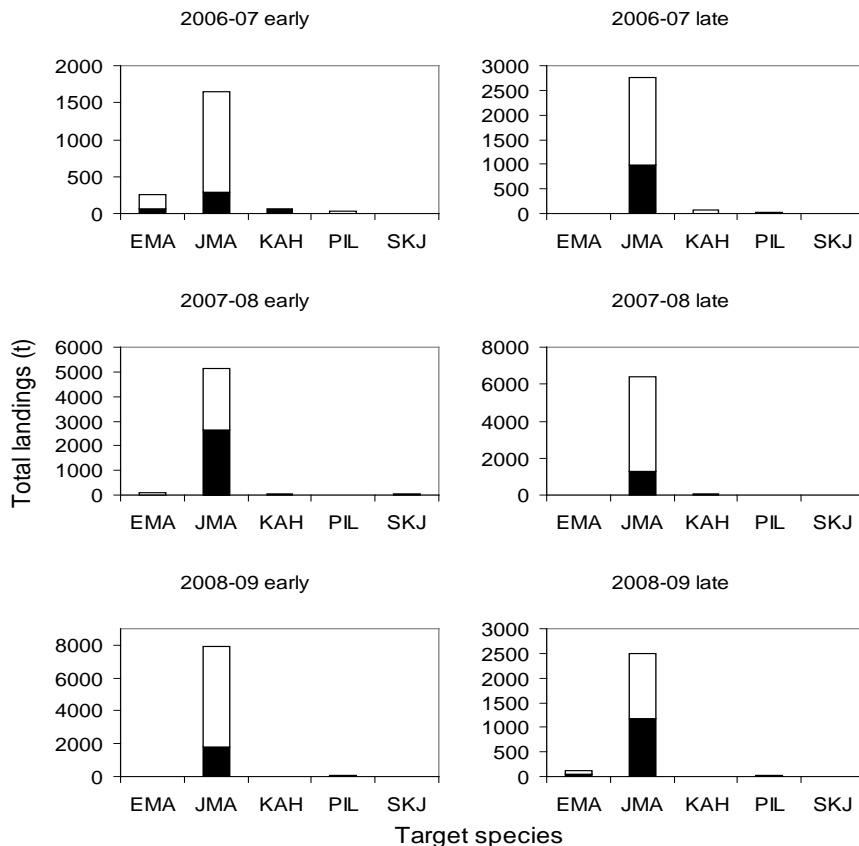 2006-07 early
2000
1500
1000
500
0
EMA JMA KAH PIL SKJ
2006-07 late
3000
2500
2000
1500
1000
500
0
EMA JMA KAH PIL SKJ
Total landings (t)
2007-08 early
6000
5000
4000
3000
2000
1000
0
EMA JMA KAH PIL SKJ
2007-08 late
8000
6000
4000
2000
0
EMA JMA KAH PIL SKJ
2008-09 early
8000
6000
4000
2000
0
EMA JMA KAH PIL SKJ
2008-09 late
3000
2500
2000
1500
1000
500
0
EMA JMA KAH PIL SKJ
Target species